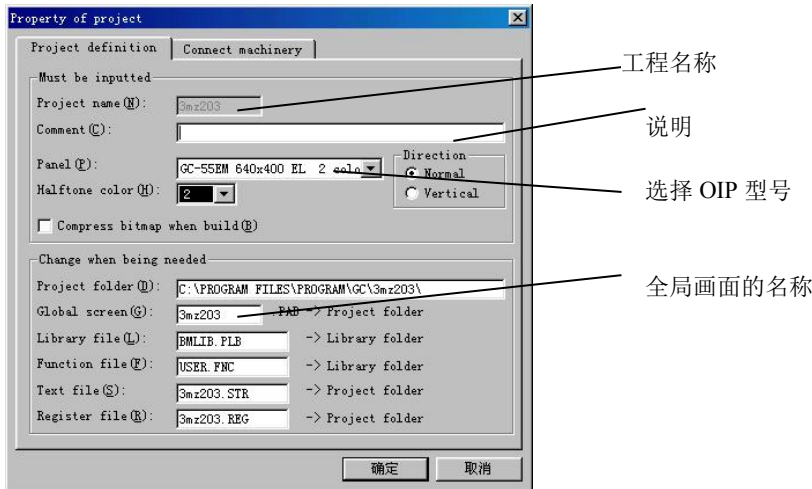 Property of project
Project definition
Connect machinery
Must be inputted
Project name(N):
3mz203
工程名称
Comment(C):
说明
Panel(P):
GC-55EM 640x400 EL 2 colo
Direction
Normal
Vertical
选择 OIP 型号
Halftone color(H):
2
Compress bitmap when build(B)
Change when being needed
Project folder(D):
C:\PROGRAM FILES\PROGRAM\GC\3mz203\
全局画面的名称
Global screen(G):
3mz203
.PAB -> Project folder
Library file(L):
BMLIB.PLB
-> Library folder
Function file(F):
USER.FNC
-> Library folder
Text file(S):
3mz203.STR
-> Project folder
Register file(R):
3mz203.REG
-> Project folder
确定
取消